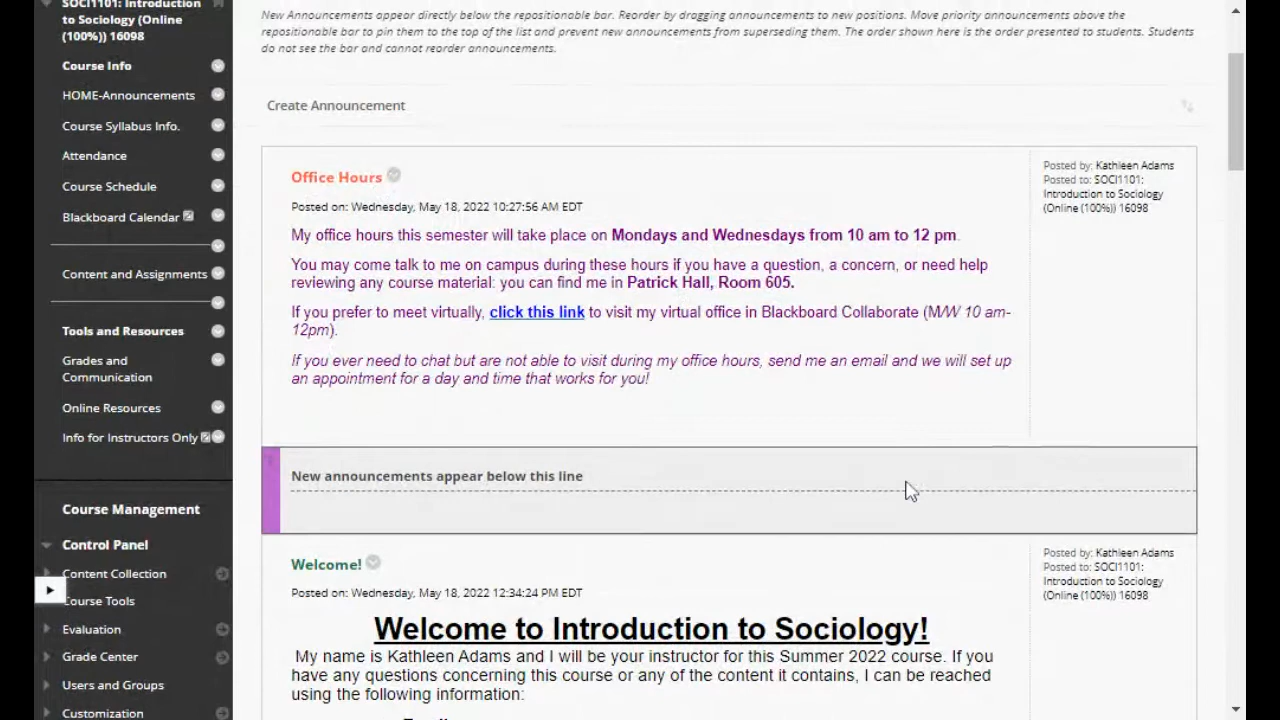 SOCI1101: Introduction
to Sociology (Online
(100%)) 16098
Course Info
HOME-Announcements
Course Syllabus Info.
Attendance
Course Schedule
Blackboard Calendar
Content and Assignments
Tools and Resources
Grades and
Communication
Online Resources
Info for Instructors Only
Course Management
Control Panel
Content Collection
Course Tools
Evaluation
Grade Center
Users and Groups
Customization
New Announcements appear directly below the repositionable bar. Reorder by dragging announcements to new positions. Move priority announcements above the
repositionable bar to pin them to the top of the list and prevent new announcements from superseding them. The order shown here is the order presented to students. Students
do not see the bar and cannot reorder announcements.
Create Announcement
Office Hours
Posted on: Wednesday, May 18, 2022 10:27:56 AM EDT
My office hours this semester will take place on Mondays and Wednesdays from 10 am to 12 pm.
You may come talk to me on campus during these hours if you have a question, a concern, or need help
reviewing any course material: you can find me in Patrick Hall, Room 605.
If you prefer to meet virtually, click this link to visit my virtual office in Blackboard Collaborate (M/W 10 am-
12pm).
If you ever need to chat but are not able to visit during my office hours, send me an email and we will set up
an appointment for a day and time that works for you!
Posted by: Kathleen Adams
Posted to: SOCI1101:
Introduction to Sociology
(Online (100%)) 16098
New announcements appear below this line
Welcome!
Posted on: Wednesday, May 18, 2022 12:34:24 PM EDT
Welcome to Introduction to Sociology!
My name is Kathleen Adams and I will be your instructor for this Summer 2022 course. If you
have any questions concerning this course or any of the content it contains, I can be reached
using the following information:
Posted by: Kathleen Adams
Posted to: SOCI1101:
Introduction to Sociology
(Online (100%)) 16098